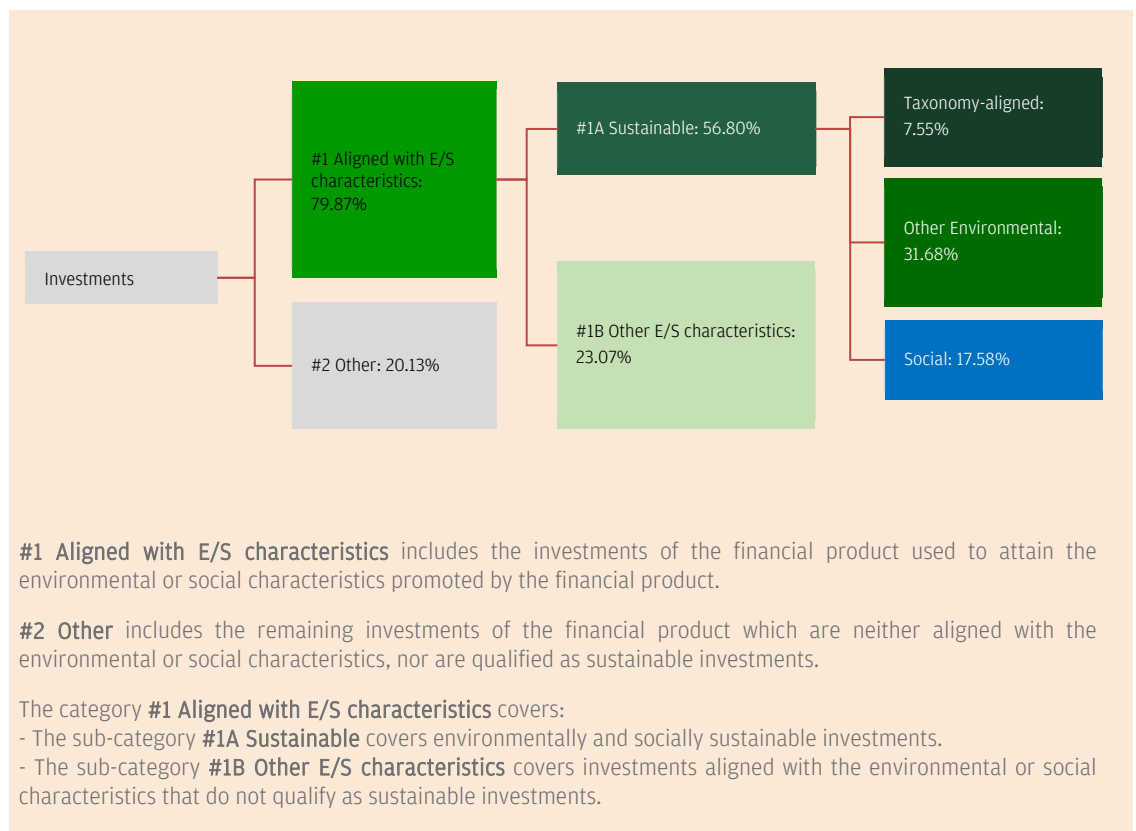 Investments
#1 Aligned with E/S
characteristics:
79.87%
#2 Other: 20.13%
#1A Sustainable: 56.80%
#1B Other E/S characteristics:
23.07%
Taxonomy-aligned:
7.55%
Other Environmental:
31.68%
Social: 17.58%
#1 Aligned with E/S characteristics includes the investments of the financial product used to attain the
environmental or social characteristics promoted by the financial product.
#2 Other includes the remaining investments of the financial product which are neither aligned with the
environmental or social characteristics, nor are qualified as sustainable investments.
The category #1 Aligned with E/S characteristics covers:
- The sub-category #1A Sustainable covers environmentally and socially sustainable investments.
- The sub-category #1B Other E/S characteristics covers investments aligned with the environmental or social
characteristics that do not qualify as sustainable investments.